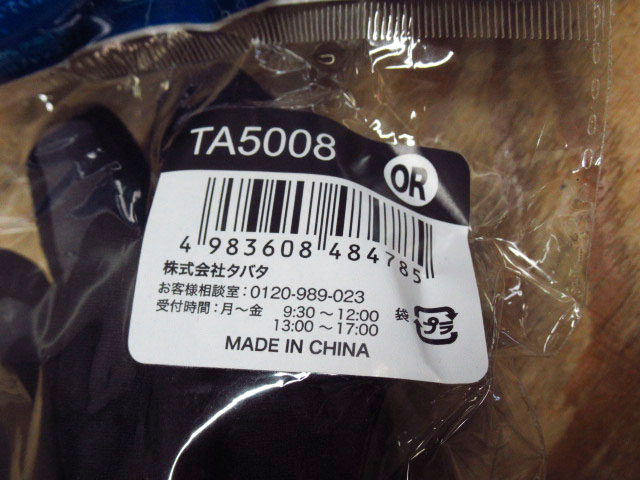 TA5008
OR
4 983608 484785
株式会社タバタ
お客様相談室:0120-989-023
受付時間:月～金 9:30～12:00
13:00～17:00
袋 プラ
MADE IN CHINA